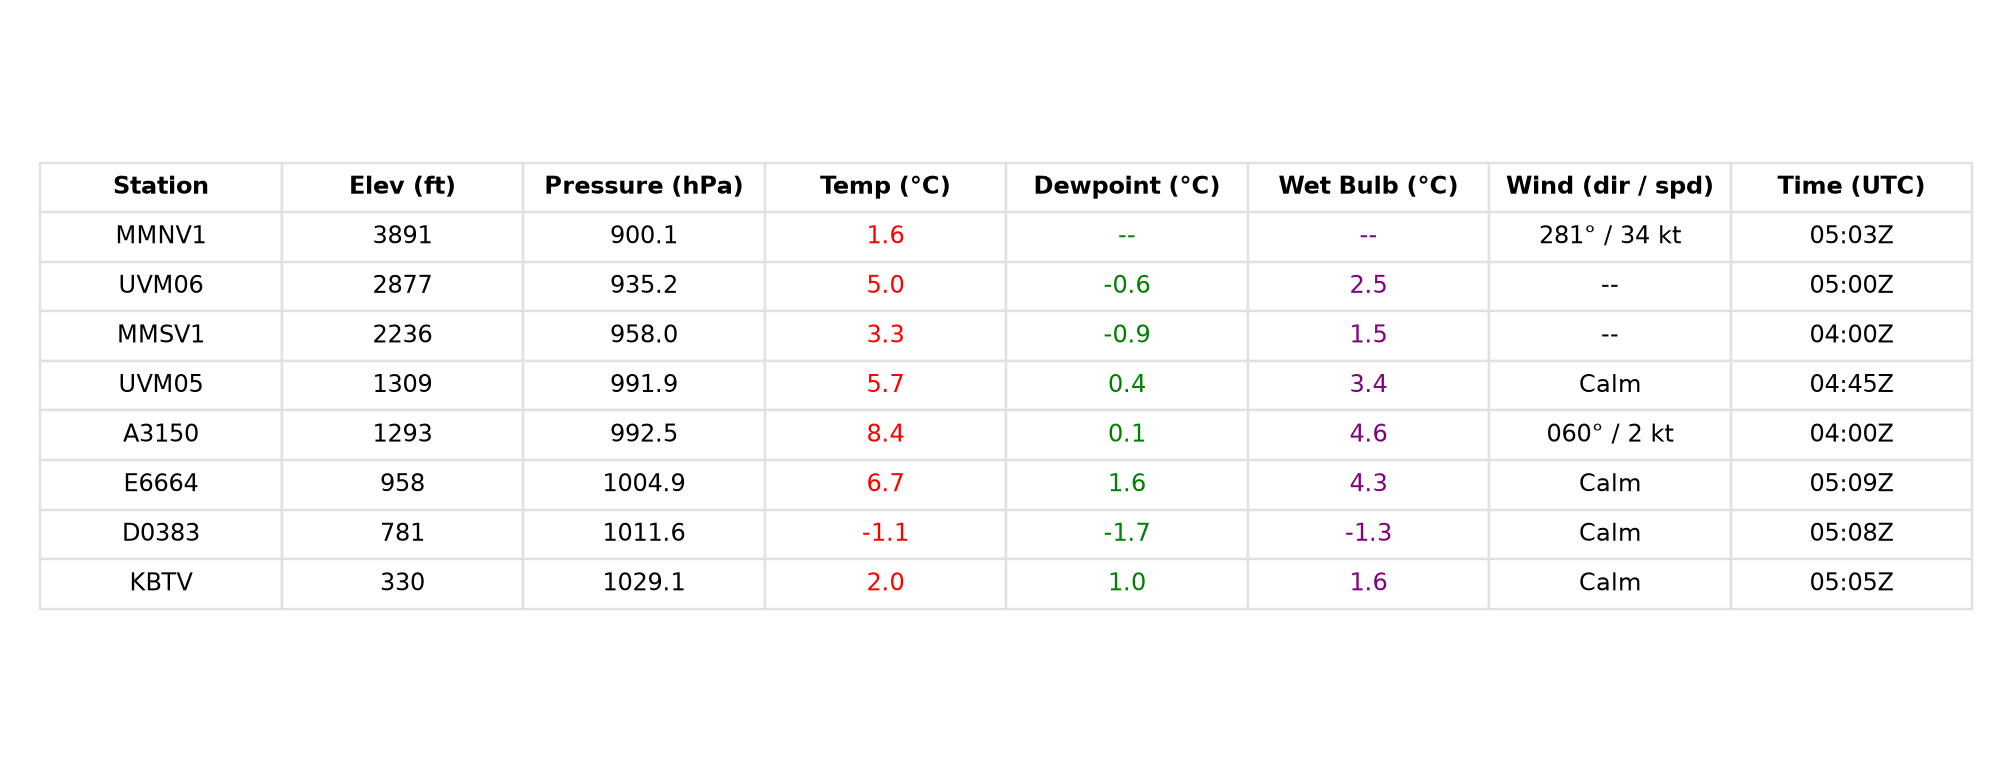 Station Elev (ft) Pressure (hPa) Temp (°C) Dewpoint (°C) Wet Bulb (°C) Wind (dir / spd) Time (UTC)
MMNV1 3891 900.1 1.6 -- -- 281° / 34 kt 05:03Z
UVM06 2877 935.2 5.0 -0.6 2.5 -- 05:00Z
MMSV1 2236 958.0 3.3 -0.9 1.5 -- 04:00Z
UVM05 1309 991.9 5.7 0.4 3.4 Calm 04:45Z
A3150 1293 992.5 8.4 0.1 4.6 060° / 2 kt 04:00Z
E6664 958 1004.9 6.7 1.6 4.3 Calm 05:09Z
D0383 781 1011.6 -1.1 -1.7 -1.3 Calm 05:08Z
KBTV 330 1029.1 2.0 1.0 1.6 Calm 05:05Z